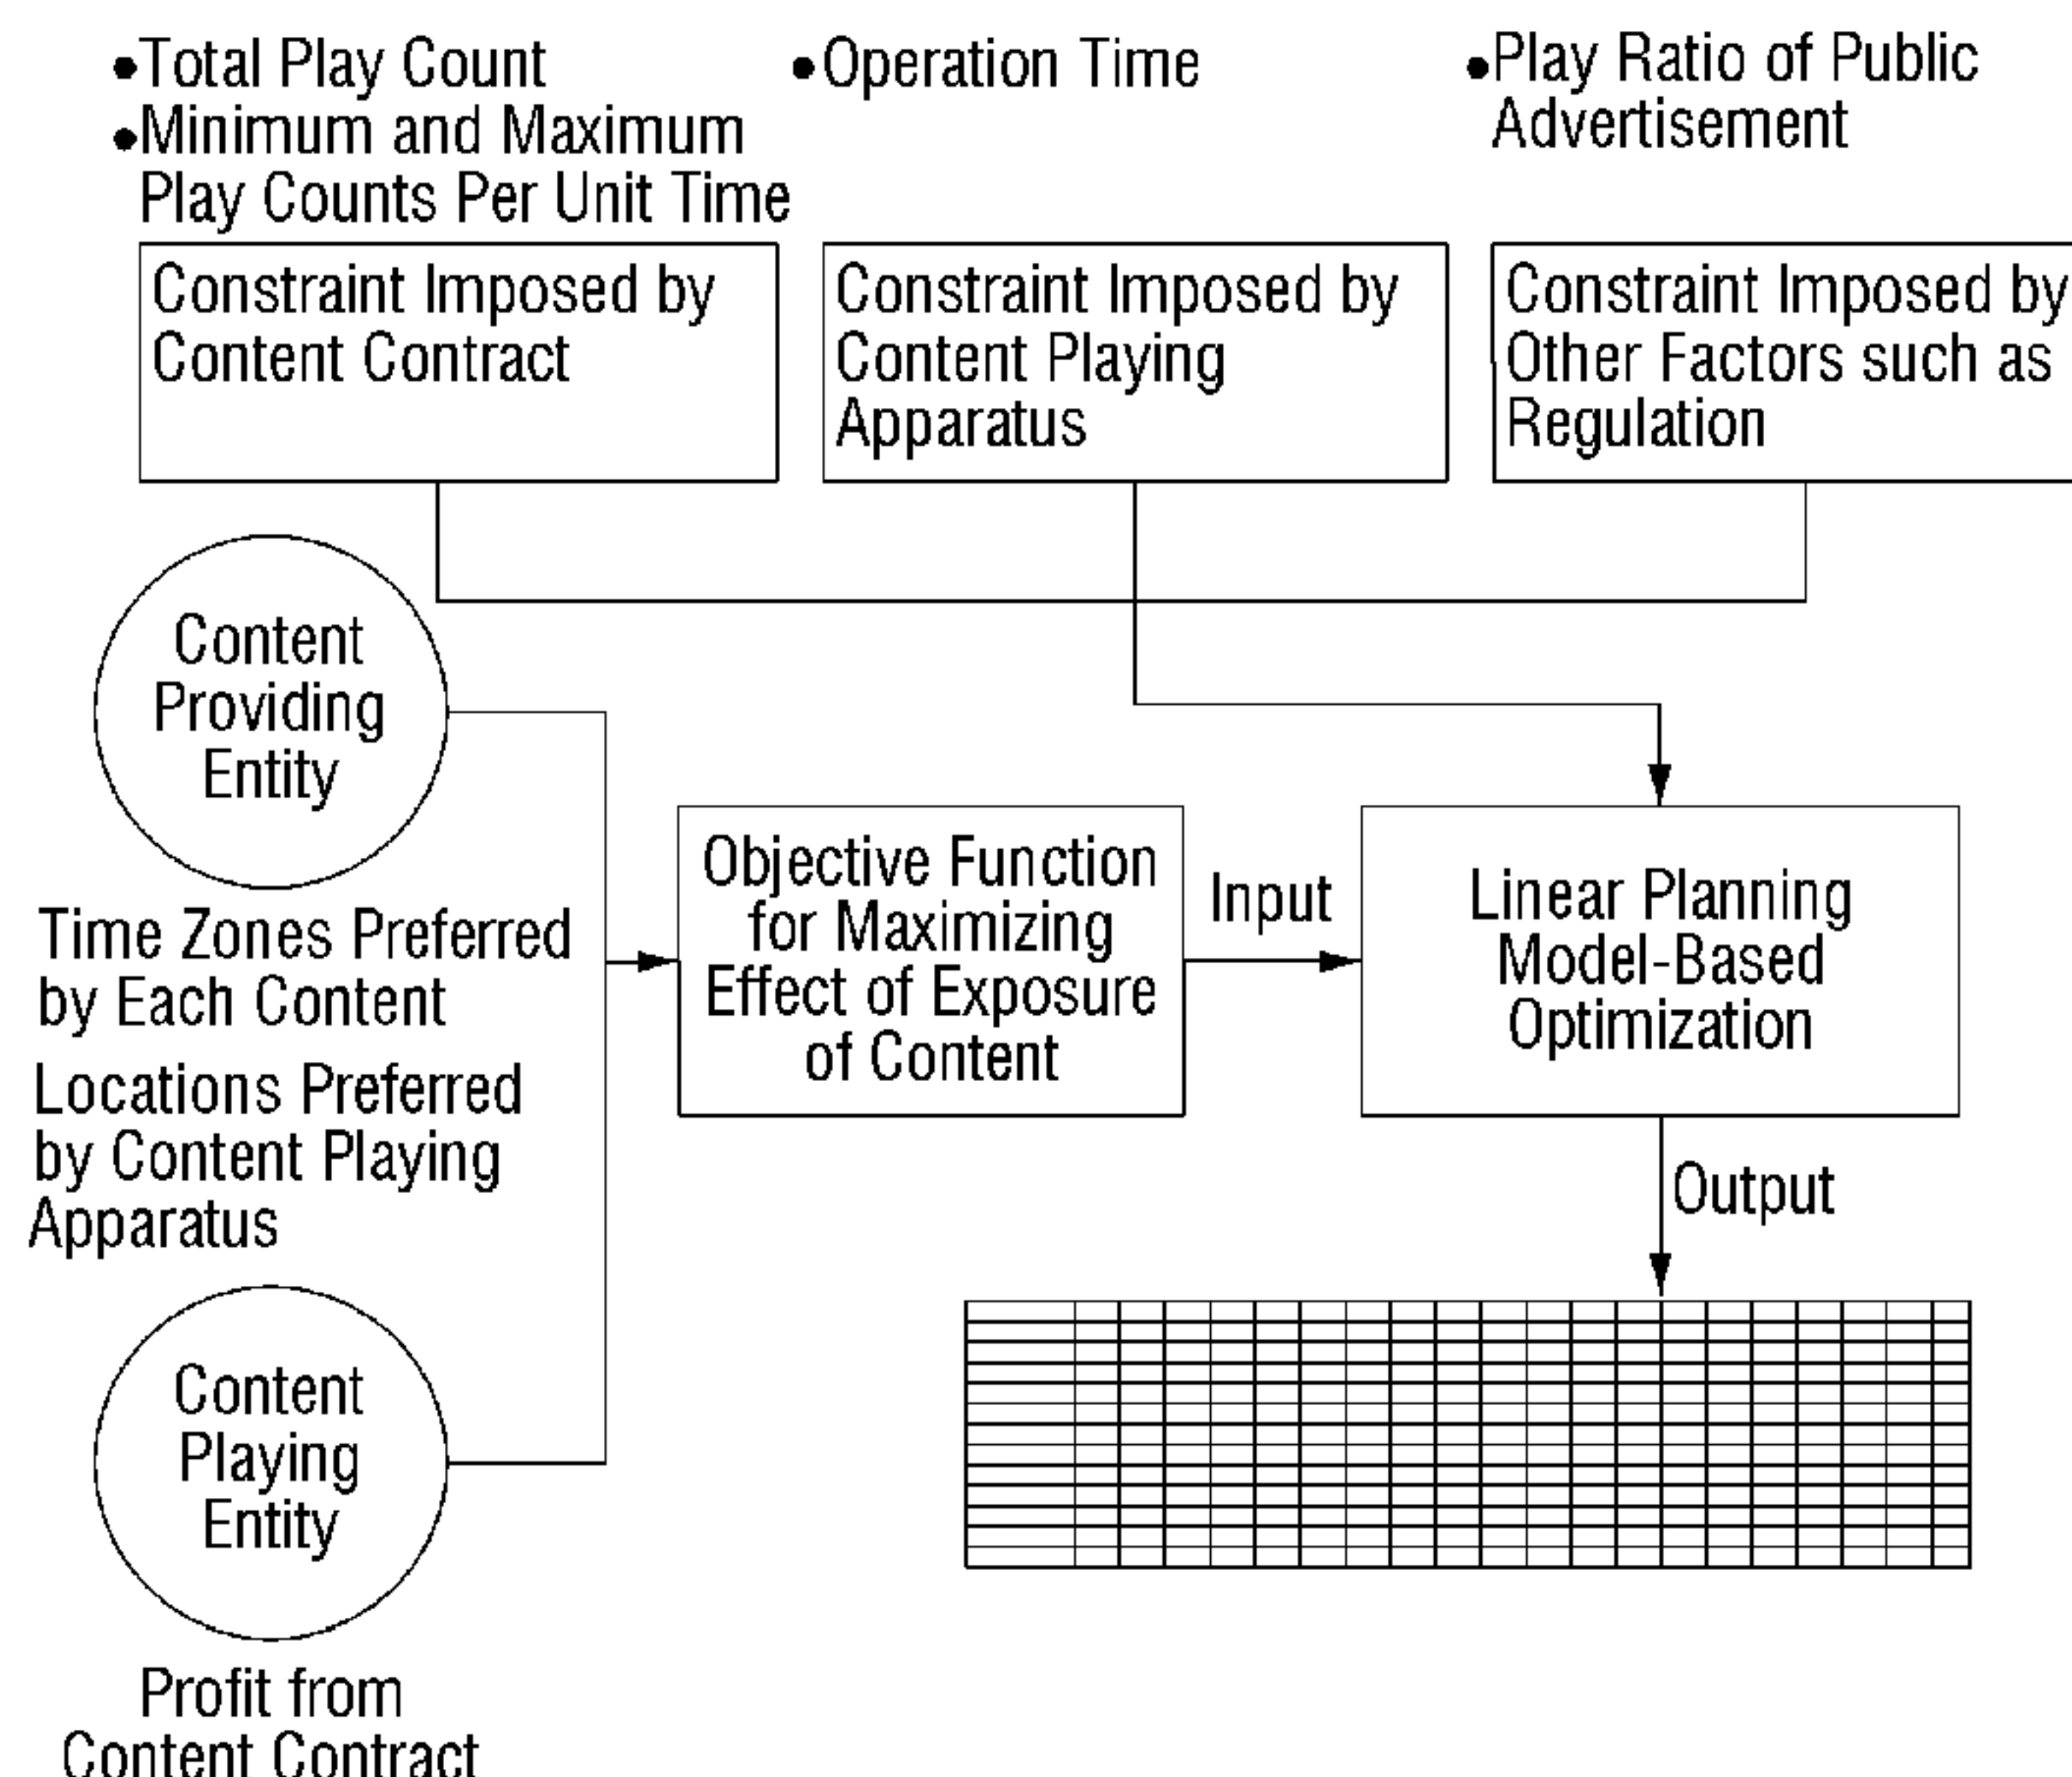 •Total Play Count
•Minimum and Maximum
Play Counts Per Unit Time
•Operation Time
•Play Ratio of Public
Advertisement
Constraint Imposed by
Content Contract
Constraint Imposed by
Content Playing
Apparatus
Constraint Imposed by
Other Factors such as
Regulation
Content
Providing
Entity
Time Zones Preferred
by Each Content
Locations Preferred
by Content Playing
Apparatus
Objective Function
for Maximizing
Effect of Exposure
of Content
Input
Linear Planning
Model-Based
Optimization
Output
Content
Playing
Entity
Profit from
Content Contract